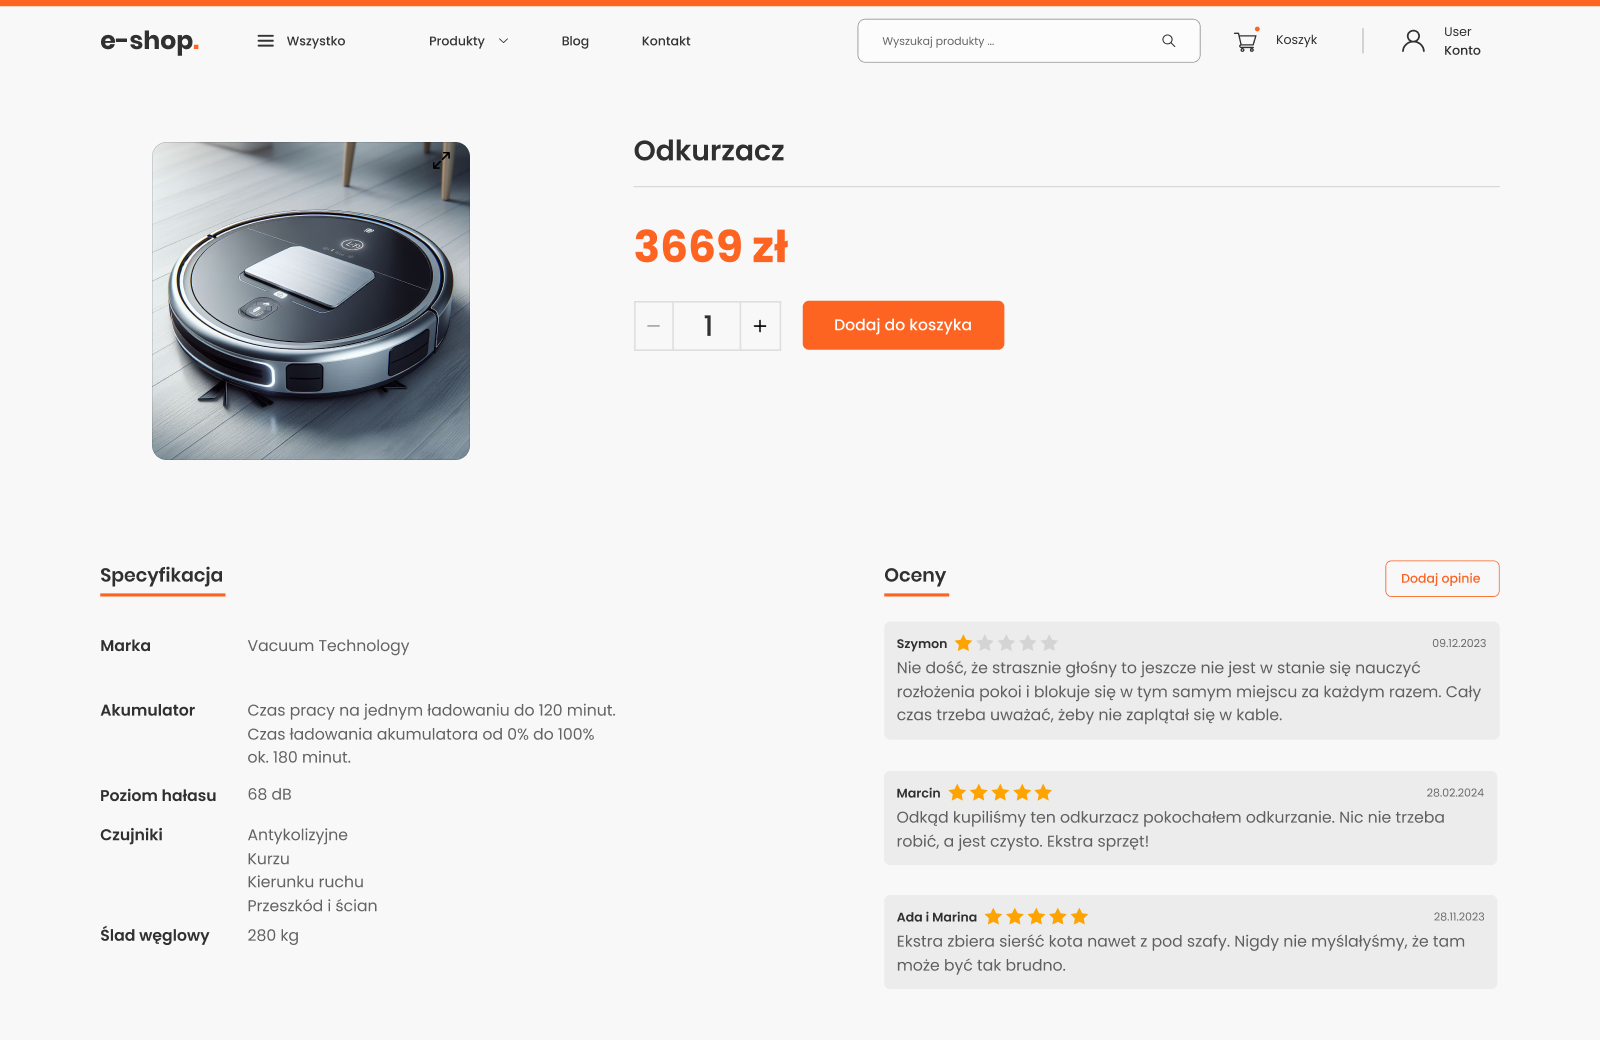 e-shop.
Wszystko
Produkty
Blog
Kontakt
Wyszukaj produkty ...
Koszyk
User
Konto
Odkurzacz
3669 zł
1
Dodaj do koszyka
Specyfikacja
Marka
Vacuum Technology
Akumulator
Czas pracy na jednym ładowaniu do 120 minut.
Czas ładowania akumulatora od 0% do 100%
ok. 180 minut.
Poziom hałasu
68 dB
Czujniki
Antykolizyjne
Kurzu
Kierunku ruchu
Przeszkód i ścian
Ślad węglowy
280 kg
Oceny
Dodaj opinie
Szymon
09.12.2023
Nie dość, że strasznie głośny to jeszcze nie jest w stanie się nauczyć
rozłożenia pokoi i blokuje się w tym samym miejscu za każdym razem. Cały
czas trzeba uważać, żeby nie zaplątał się w kable.
Marcin
28.02.2024
Odkąd kupiliśmy ten odkurzacz pokochałem odkurzanie. Nic nie trzeba
robić, a jest czysto. Ekstra sprzęt!
Ada i Marina
28.11.2023
Ekstra zbiera sierść kota nawet z pod szafy. Nigdy nie myślałyśmy, że tam
może być tak brudno.